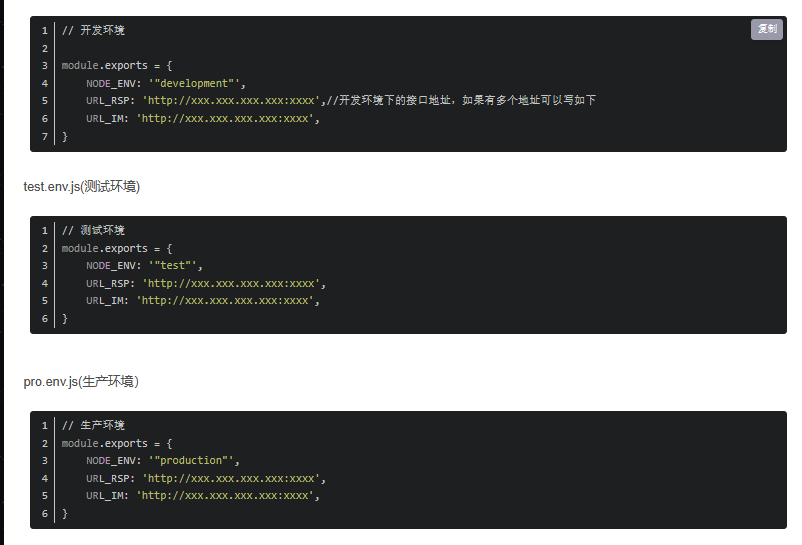 复制
1 // 开发环境
2
3 module.exports = {
4 NODE_ENV: '"development"',
5 URL_RSP: 'http://xxx.xxx.xxx.xxx:xxxx',//开发环境下的接口地址，如果有多个地址可以写如下
6 URL_IM: 'http://xxx.xxx.xxx.xxx:xxxx',
7 }
test.env.js(测试环境)
1 // 测试环境
2 module.exports = {
3 NODE_ENV: '"test"',
4 URL_RSP: 'http://xxx.xxx.xxx.xxx:xxxx',
5 URL_IM: 'http://xxx.xxx.xxx.xxx:xxxx',
6 }
pro.env.js(生产环境)
1 // 生产环境
2 module.exports = {
3 NODE_ENV: '"production"',
4 URL_RSP: 'http://xxx.xxx.xxx.xxx:xxxx',
5 URL_IM: 'http://xxx.xxx.xxx.xxx:xxxx',
6 }